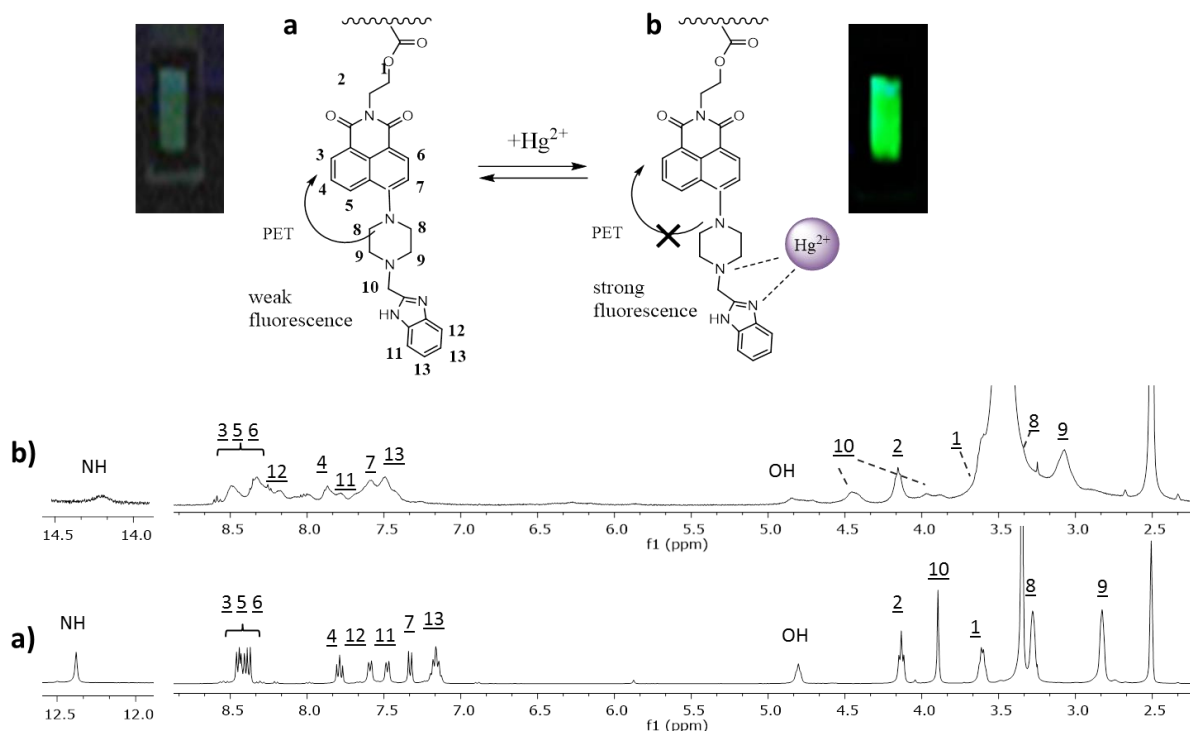 a
b
O
O
1
2
N
O
O
3
6
4
7
5
N
8
8
PET
9
9
N
10
weak
fluorescence
N
HN
12
11
13
13
+Hg²⁺
O
O
N
O
O
N
PET
Hg²⁺
N
strong
fluorescence
N
HN
b)
NH
3 5 6
12
4
11
7
13
OH
10
2
1
8
9
14.5 14.0
8.5 8.0 7.5 7.0 6.5 6.0 5.5 5.0 4.5 4.0 3.5 3.0 2.5
f1 (ppm)
a)
NH
3 5 6
4
12
11
7
13
OH
2
10
1
8
9
12.5 12.0
8.5 8.0 7.5 7.0 6.5 6.0 5.5 5.0 4.5 4.0 3.5 3.0 2.5
f1 (ppm)